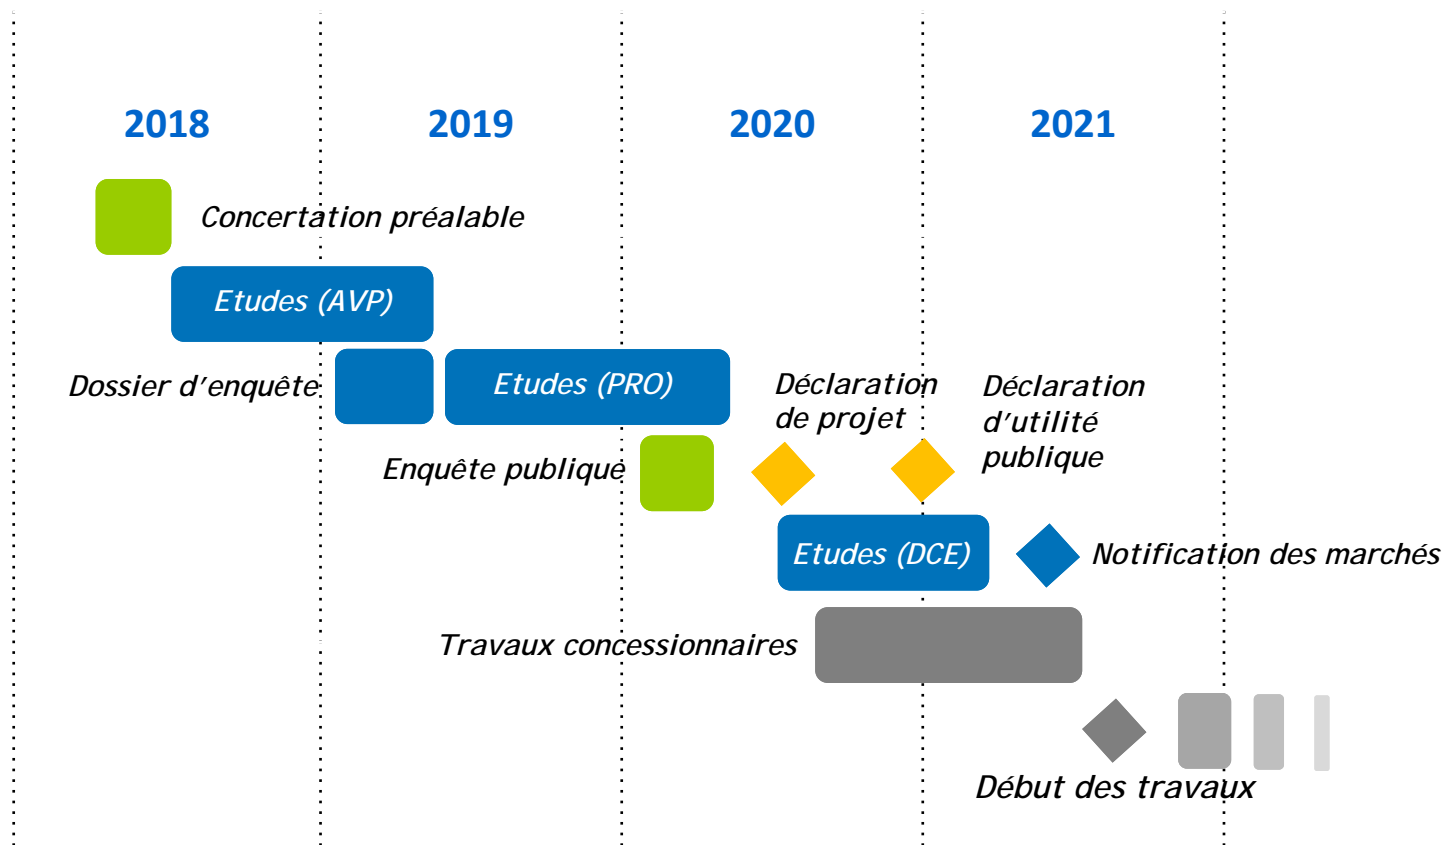 2018
2019
2020
2021
Concertation préalable
Etudes (AVP)
Dossier d'enquête
Etudes (PRO)
Déclaration
de projet
Déclaration
d'utilité
publique
Enquête publique
Etudes (DCE)
Notification des marchés
Travaux concessionnaires
Début des travaux